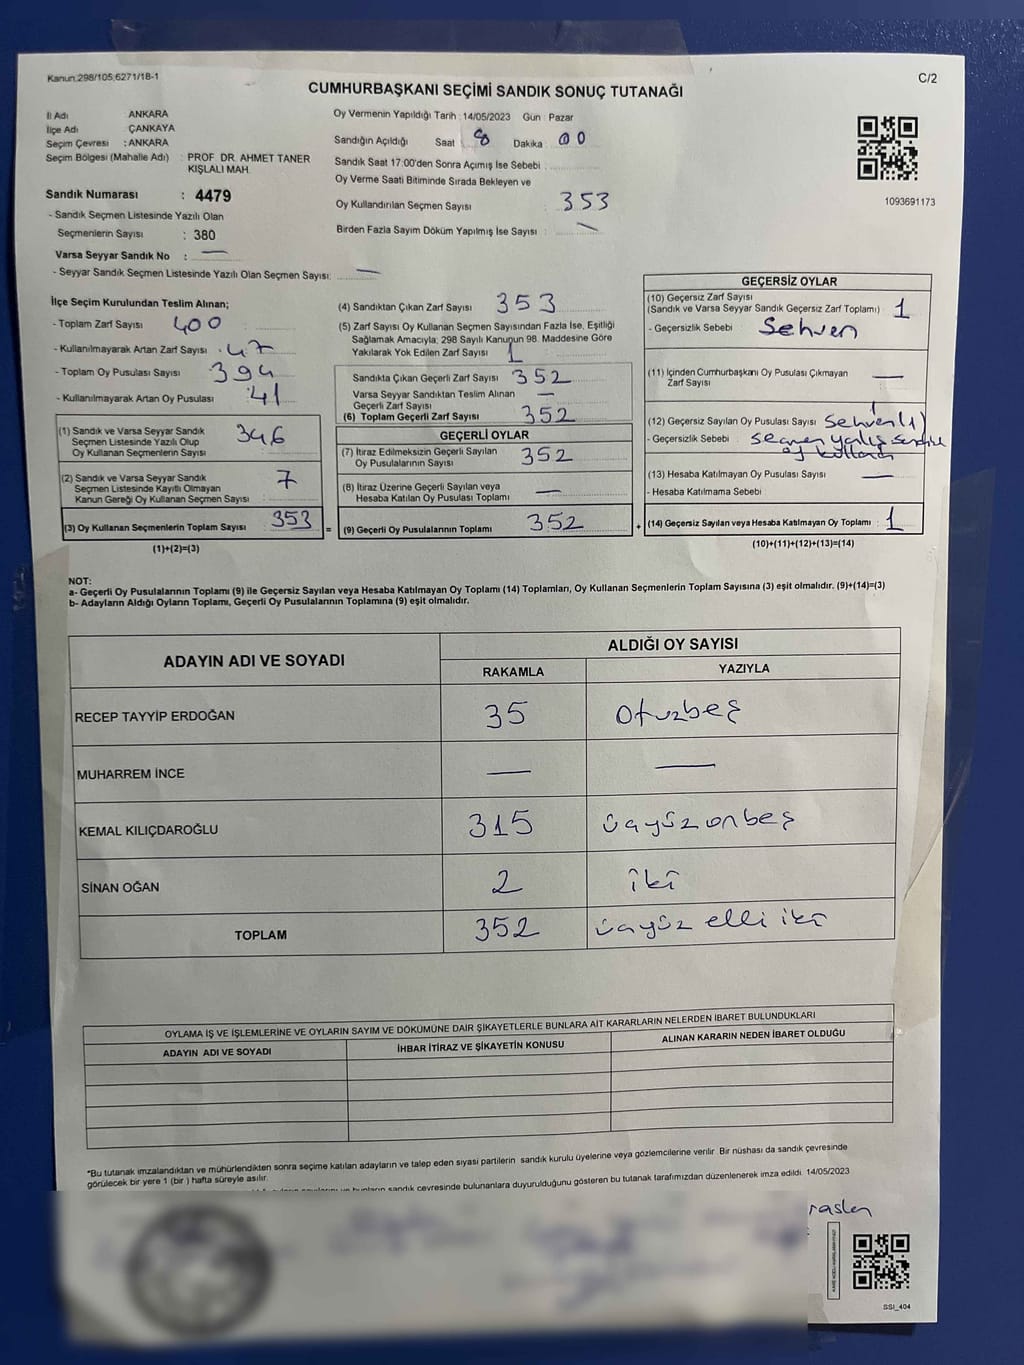 Kanun:298/105;6271/18-1
C/2
CUMHURBAŞKANI SEÇİMİ SANDIK SONUÇ TUTANAĞI
İl Adı ANKARA
İlçe Adı ÇANKAYA
Seçim Çevresi : ANKARA
Seçim Bölgesi (Mahalle Adı) : PROF. DR. AHMET TANER
KIŞLALI MAH.
Sandık Numarası : 4479
- Sandık Seçmen Listesinde Yazılı Olan
Seçmenlerin Sayısı : 380
Varsa Seyyar Sandık No : —
- Seyyar Sandık Seçmen Listesinde Yazılı Olan Seçmen Sayısı: —
Oy Vermenin Yapıldığı Tarih : 14/05/2023 Gün : Pazar
Sandığın Açıldığı Saat 8 Dakika 00
Sandık Saat 17:00'den Sonra Açımış İse Sebebi :
Oy Verme Saati Bitiminde Sırada Bekleyen ve
Oy Kullandırılan Seçmen Sayısı : 353
Birden Fazla Sayım Döküm Yapılmış İse Sayısı : —
1093691173
İlçe Seçim Kurulundan Teslim Alınan;
- Toplam Zarf Sayısı 400
- Kullanılmayarak Artan Zarf Sayısı 47
- Toplam Oy Pusulası Sayısı 394
- Kullanılmayarak Artan Oy Pusulası : 41
(1) Sandık ve Varsa Seyyar Sandık
Seçmen Listesinde Yazılı Olup
Oy Kullanan Seçmenlerin Sayısı 346
(2) Sandık ve Varsa Seyyar Sandık
Seçmen Listesinde Kayıtlı Olmayan
Kanun Gereği Oy Kullanan Seçmen Sayısı : 7
(3) Oy Kullanan Seçmenlerin Toplam Sayısı : 353
(1)+(2)=(3)
(4) Sandıktan Çıkan Zarf Sayısı 353
(5) Zarf Sayısı Oy Kullanan Seçmen Sayısından Fazla İse, Eşitliği
Sağlamak Amacıyla; 298 Sayılı Kanunun 98. Maddesine Göre
Yakılarak Yok Edilen Zarf Sayısı 1
Sandıkta Çıkan Geçerli Zarf Sayısı : 352
Varsa Seyyar Sandıktan Teslim Alınan
Geçerli Zarf Sayısı : —
(6) Toplam Geçerli Zarf Sayısı : 352
GEÇERLİ OYLAR
(7) İtiraz Edilmeksizin Geçerli Sayılan
Oy Pusulalarının Sayısı : 352
(8) İtiraz Üzerine Geçerli Sayılan veya
Hesaba Katılan Oy Pusulası Toplamı : —
(9) Geçerli Oy Pusulalarının Toplamı : 352
GEÇERSİZ OYLAR
(10) Geçersiz Zarf Sayısı
(Sandık ve Varsa Seyyar Sandık Geçersiz Zarf Toplamı) : 1
- Geçersizlik Sebebi : Sehven
(11) İçinden Cumhurbaşkanı Oy Pusulası Çıkmayan
Zarf Sayısı : —
(12) Geçersiz Sayılan Oy Pusulası Sayısı : Sehven (1)
- Geçersizlik Sebebi : seçmen
oy kullandı
(13) Hesaba Katılmayan Oy Pusulası Sayısı : —
- Hesaba Katılmama Sebebi
(14) Geçersiz Sayılan veya Hesaba Katılmayan Oy Toplamı : 1
(10)+(11)+(12)+(13)=(14)
NOT:
a- Geçerli Oy Pusulalarının Toplamı (9) ile Geçersiz Sayılan veya Hesaba Katılmayan Oy Toplamı (14) Toplamları, Oy Kullanan Seçmenlerin Toplam Sayısına (3) eşit olmalıdır. (9)+(14)=(3)
b- Adayların Aldığı Oyların Toplamı, Geçerli Oy Pusulalarının Toplamına (9) eşit olmalıdır.
ADAYIN ADI VE SOYADI
ALDIĞI OY SAYISI
RAKAMLA YAZIYLA
RECEP TAYYİP ERDOĞAN 35 Otuzbeş
MUHARREM İNCE — —
KEMAL KILIÇDAROĞLU 315 üçyüzonbeş
SİNAN OĞAN 2 iki
TOPLAM 352 üçyüz elli iki
OYLAMA İŞ VE İŞLEMLERİNE VE OYLARIN SAYIM VE DÖKÜMÜNE DAİR ŞİKAYETLERLE BUNLARA AİT KARARLARIN NELERDEN İBARET BULUNDUKLARI
ADAYIN ADI VE SOYADI İHBAR İTİRAZ VE ŞİKAYETİN KONUSU ALINAN KARARIN NEDEN İBARET OLDUĞU
*Bu tutanak imzalandıktan ve mühürlendikten sonra seçime katılan adayların ve talep eden siyasi partilerin sandık kurulu üyelerine veya gözlemcilerine verilir. Bir nüshası da sandık çevresinde
görülecek bir yere 1 (bir) hafta süreyle asılır.
sandık çevresinde bulunanlara duyurulduğunu gösteren bu tutanak tarafımızdan düzenlenerek imza edildi. 14/05/2023
raslan
SSI_404